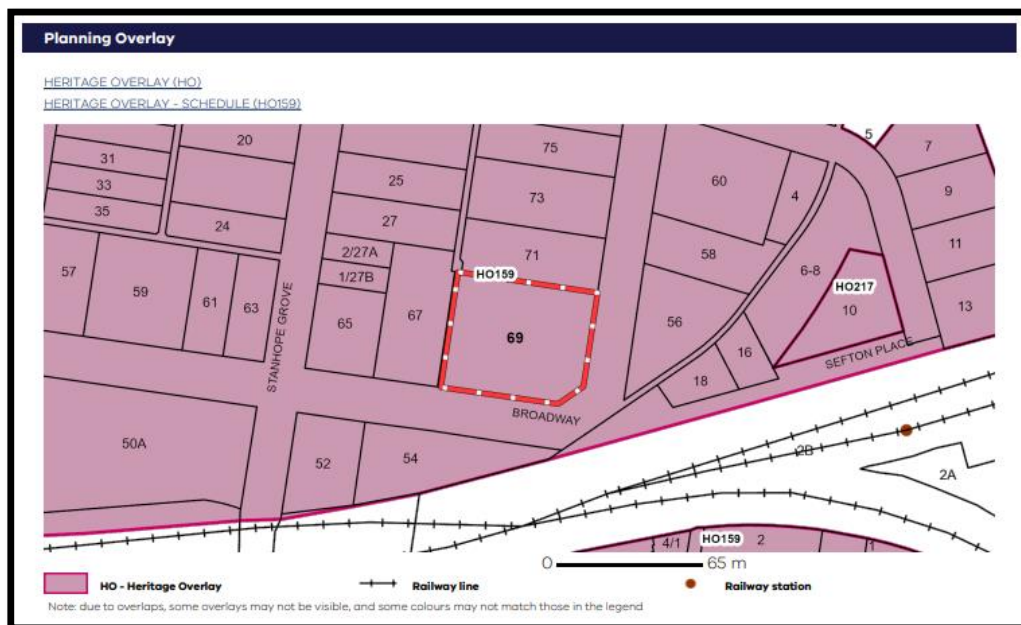 Planning Overlay
HERITAGE OVERLAY (HO)
HERITAGE OVERLAY - SCHEDULE (HO159)
31
33
35
20
24
25
27
2/27A
1/27B
75
73
71
60
4
58
56
5
7
9
11
13
6-8
HO217
10
57
59
61
63
STANHOPE GROVE
65
67
HO159
69
16
18
SEFTON PLACE
BROADWAY
50A
52
54
2B
2A
HO159
4/1
2
1
0 65 m
HO - Heritage Overlay Railway line Railway station
Note: due to overlaps, some overlays may not be visible, and some colours may not match those in the legend